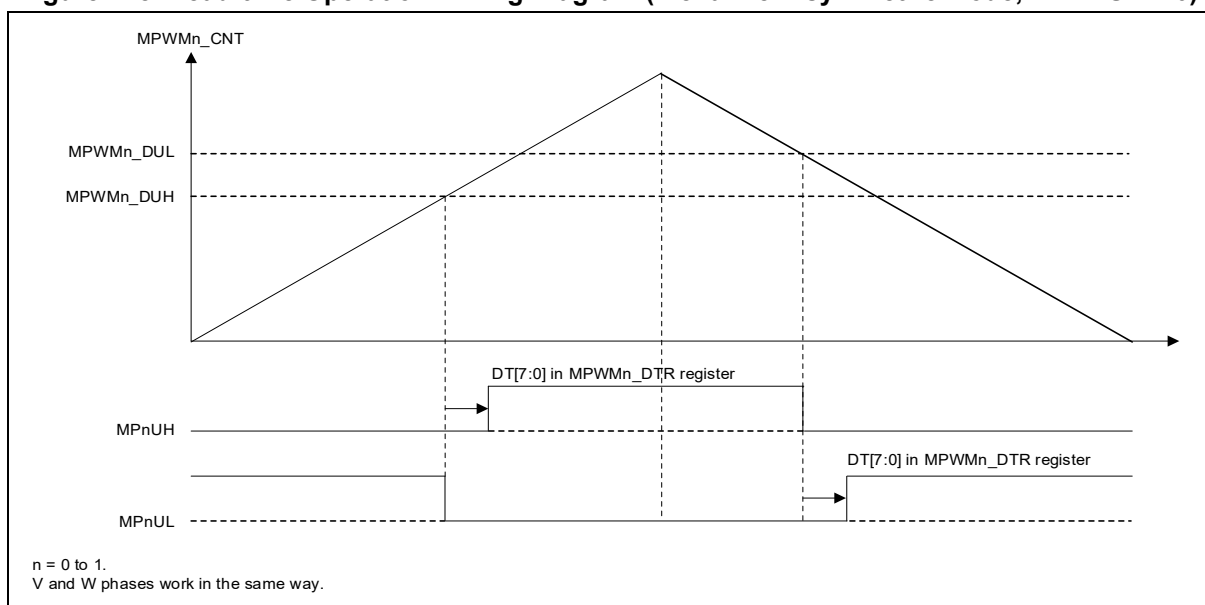 MPWMn_CNT
MPWMn_DUL
MPWMn_DUH
DT[7:0] in MPWMn_DTR register
MPnUH
DT[7:0] in MPWMn_DTR register
MPnUL
n = 0 to 1.
V and W phases work in the same way.